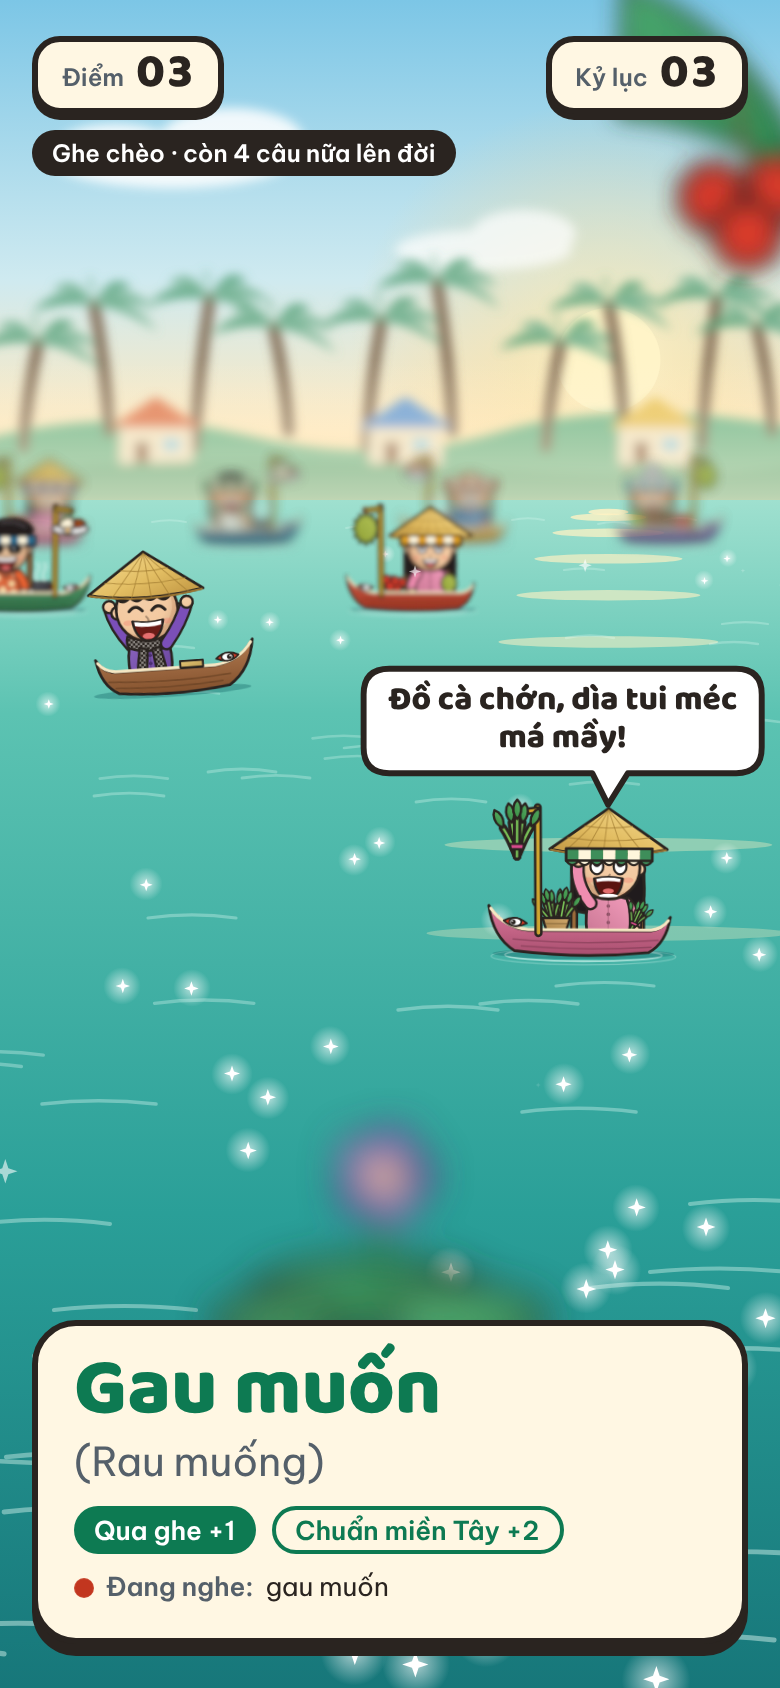 Điểm 03
Kỷ lục 03
Ghe chèo · còn 4 câu nữa lên đời
Đồ cà chớn, dìa tui méc
má mầy!
Gau muốn
(Rau muống)
Qua ghe +1
Chuẩn miền Tây +2
Đang nghe: gau muốn